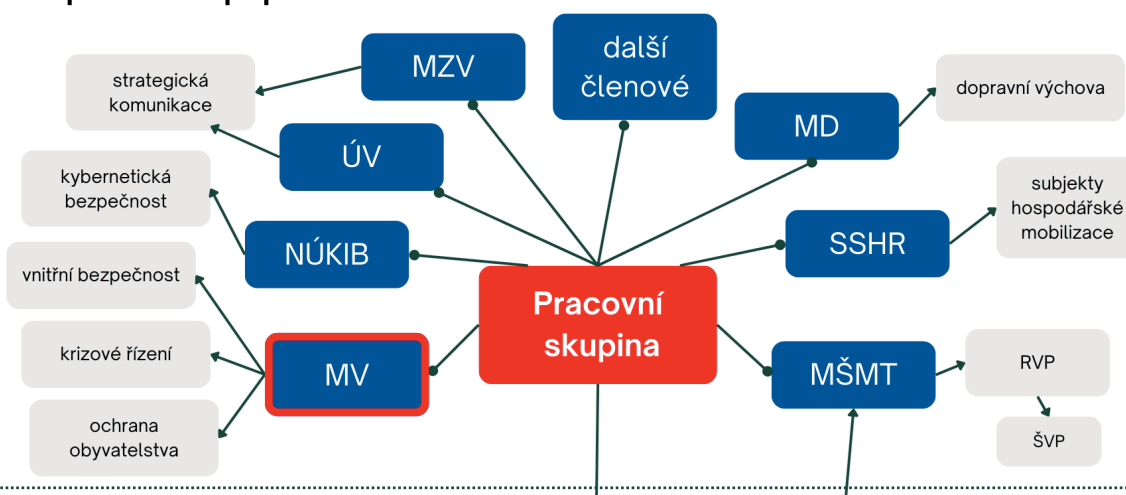 další
členové
MZV
strategická
komunikace
MD
dopravní výchova
ÚV
kybernetická
bezpečnost
subjekty
hospodářské
mobilizace
NÚKIB
SSHR
vnitřní bezpečnost
Pracovní
skupina
krizové řízení
MV
MŠMT
RVP
ochrana
obyvatelstva
ŠVP